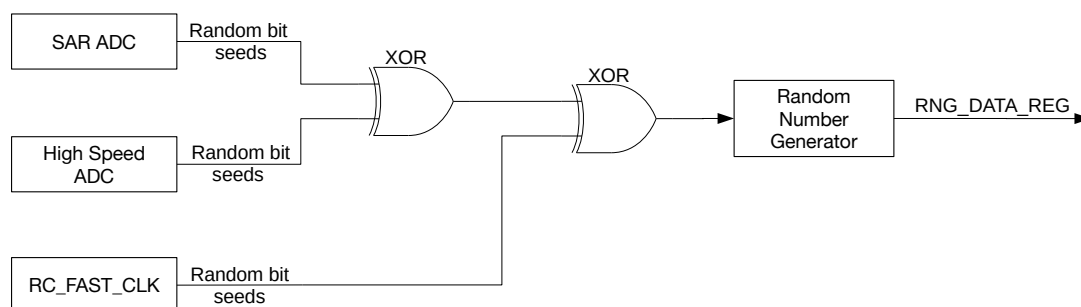 SAR ADC
Random bit
seeds
XOR
XOR
Random
Number
Generator
RNG_DATA_REG
High Speed
ADC
Random bit
seeds
RC_FAST_CLK
Random bit
seeds